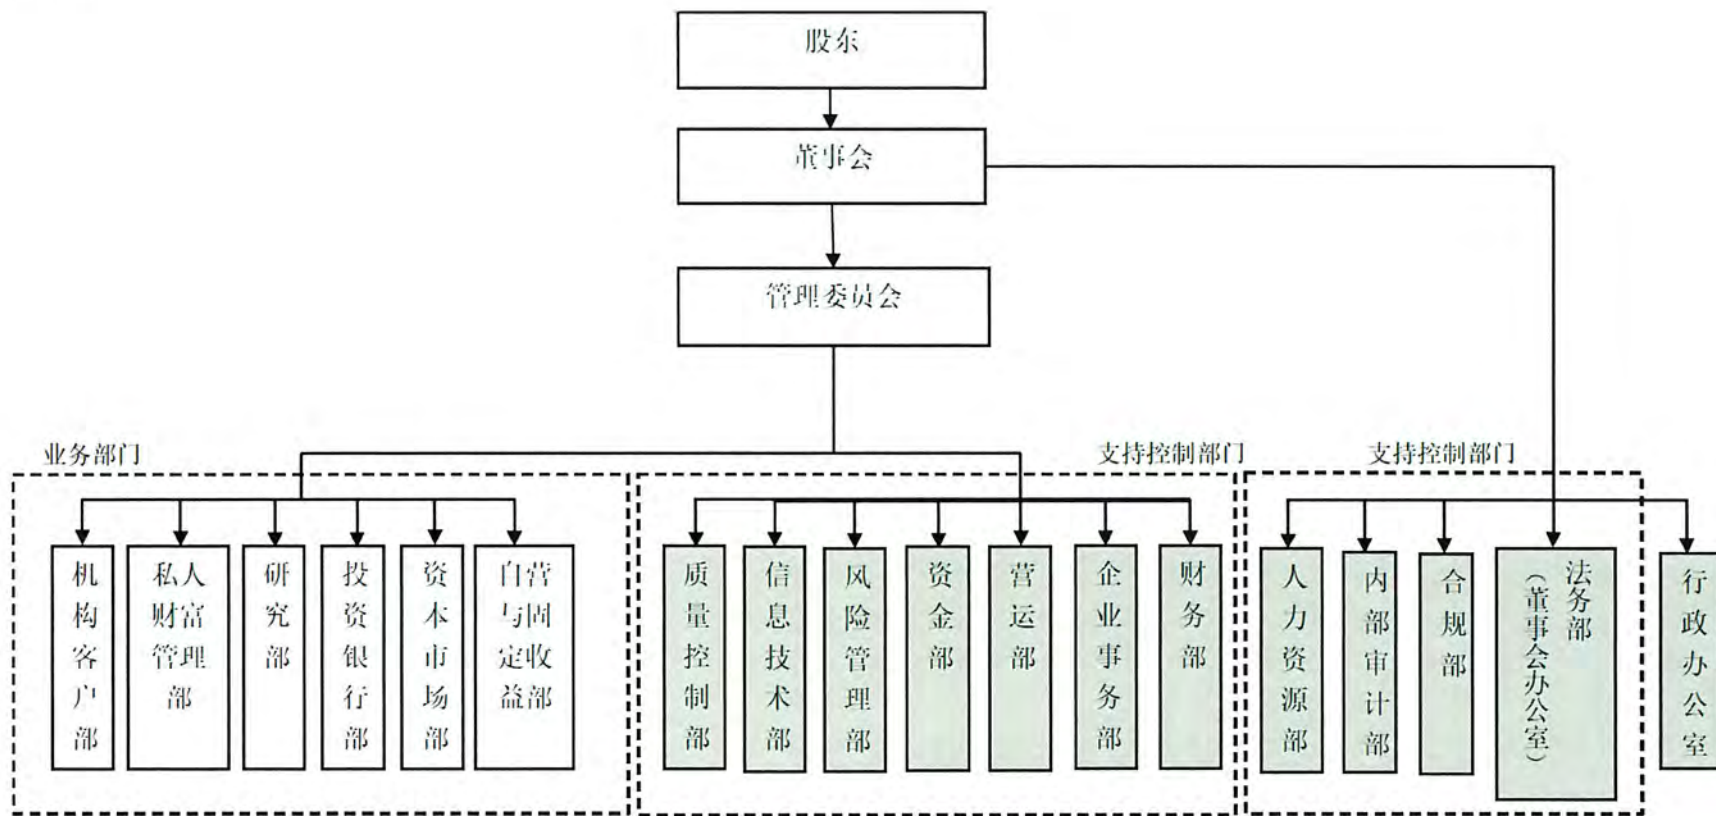 股东
董事会
管理委员会
业务部门
支持控制部门
支持控制部门
机构客户部
私人
财富
管理
部
研究部
投资银行部
资本市场部
自营
与固
定收
益部
质量控制部
信息技术部
风险管理部
资金部
营运部
企业事务部
财务部
人力资源部
内部审计部
合规部
法务部
（董事会办公室）
行政办公室